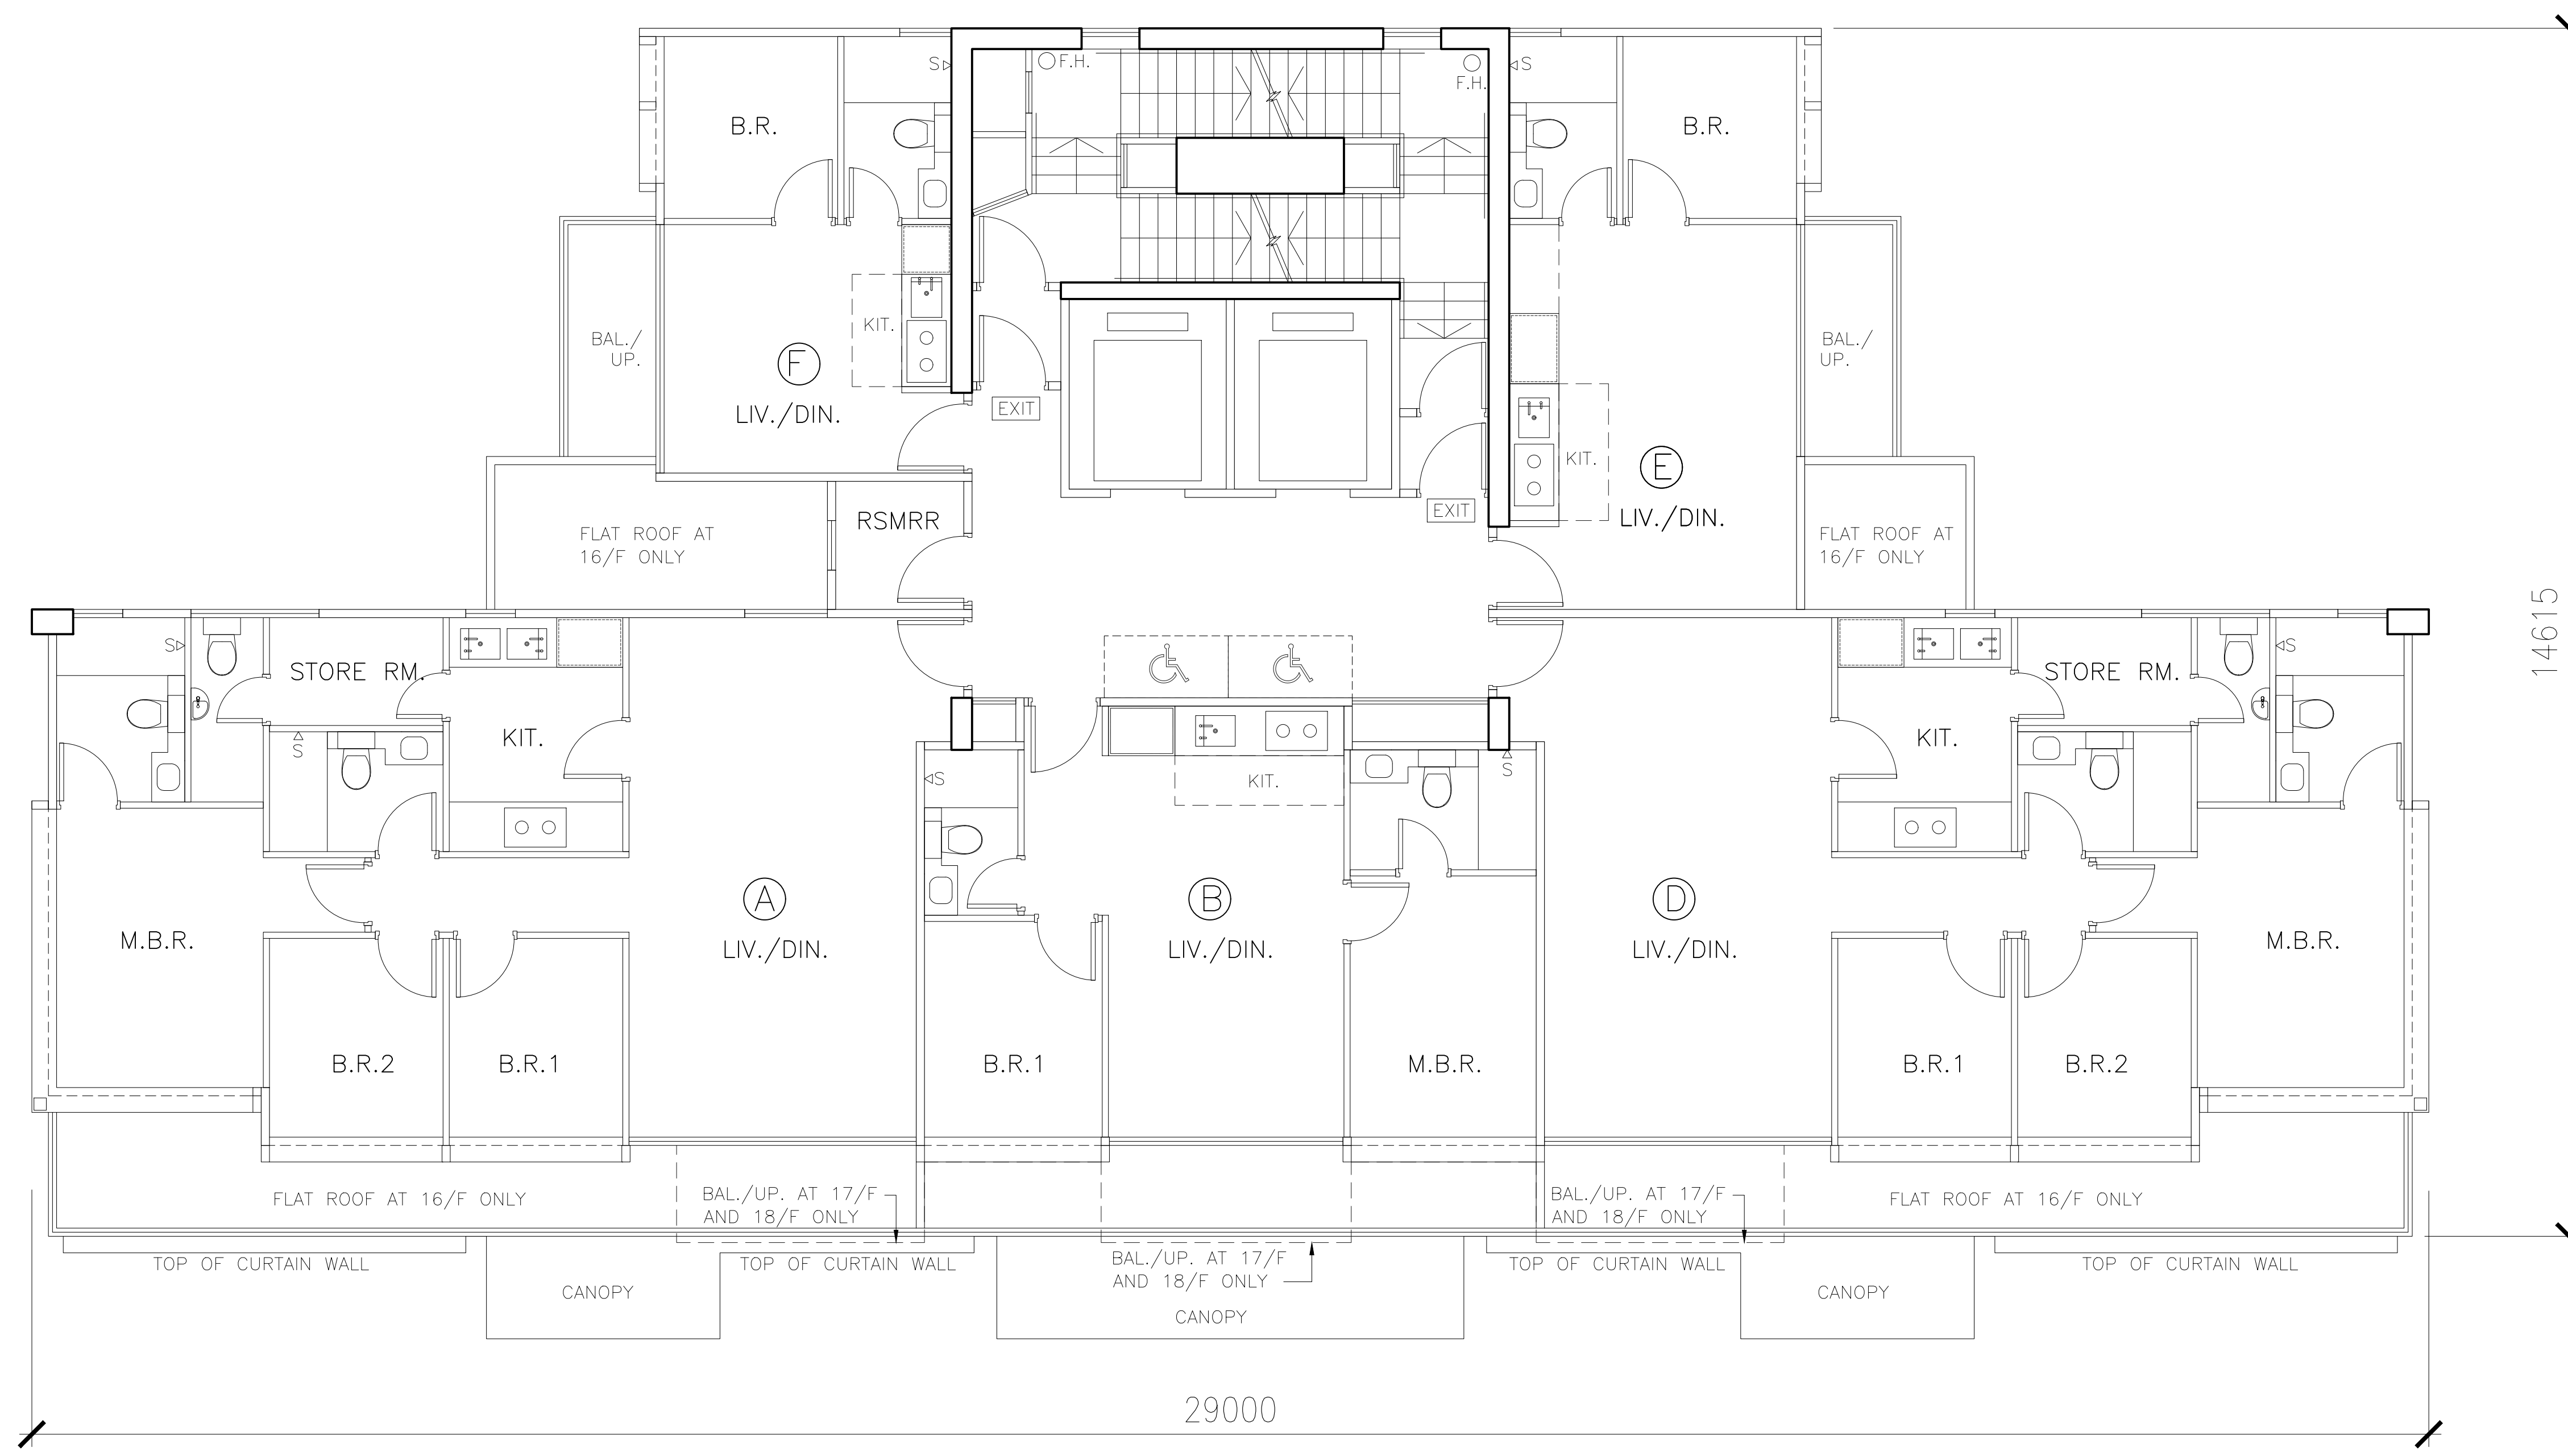 S
F.H.
F.H.
S
B.R.
B.R.
KIT.
BAL./
UP.
BAL./
UP.
F
LIV./DIN.
EXIT
KIT.
E
LIV./DIN.
EXIT
RSMRR
FLAT ROOF AT
16/F ONLY
FLAT ROOF AT
16/F ONLY
14615
S
STORE RM.
STORE RM.
S
S
KIT.
S
KIT.
S
KIT.
A
LIV./DIN.
B
LIV./DIN.
D
LIV./DIN.
M.B.R.
M.B.R.
B.R.2
B.R.1
B.R.1
M.B.R.
B.R.1
B.R.2
FLAT ROOF AT 16/F ONLY
BAL./UP. AT 17/F
AND 18/F ONLY
BAL./UP. AT 17/F
AND 18/F ONLY
FLAT ROOF AT 16/F ONLY
TOP OF CURTAIN WALL
TOP OF CURTAIN WALL
BAL./UP. AT 17/F
AND 18/F ONLY
TOP OF CURTAIN WALL
TOP OF CURTAIN WALL
CANOPY
CANOPY
CANOPY
29000